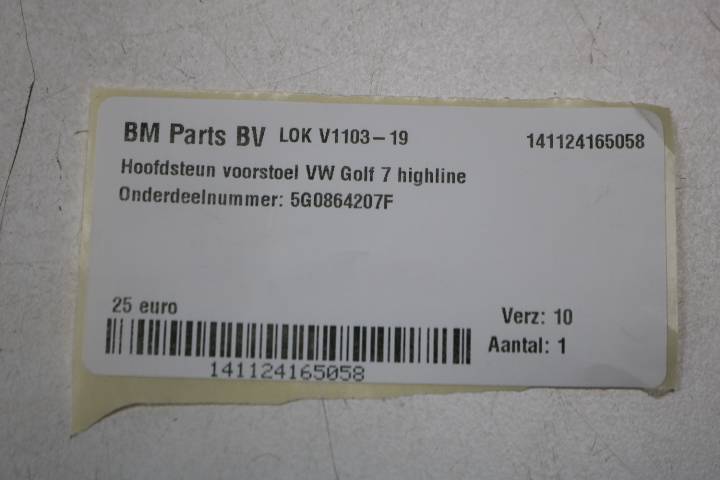 BM Parts BV LOK V1103-19 141124165058
Hoofdsteun voorstoel VW Golf 7 highline
Onderdeelnummer: 5G0864207F
25 euro Verz: 10
Aantal: 1
141124165058